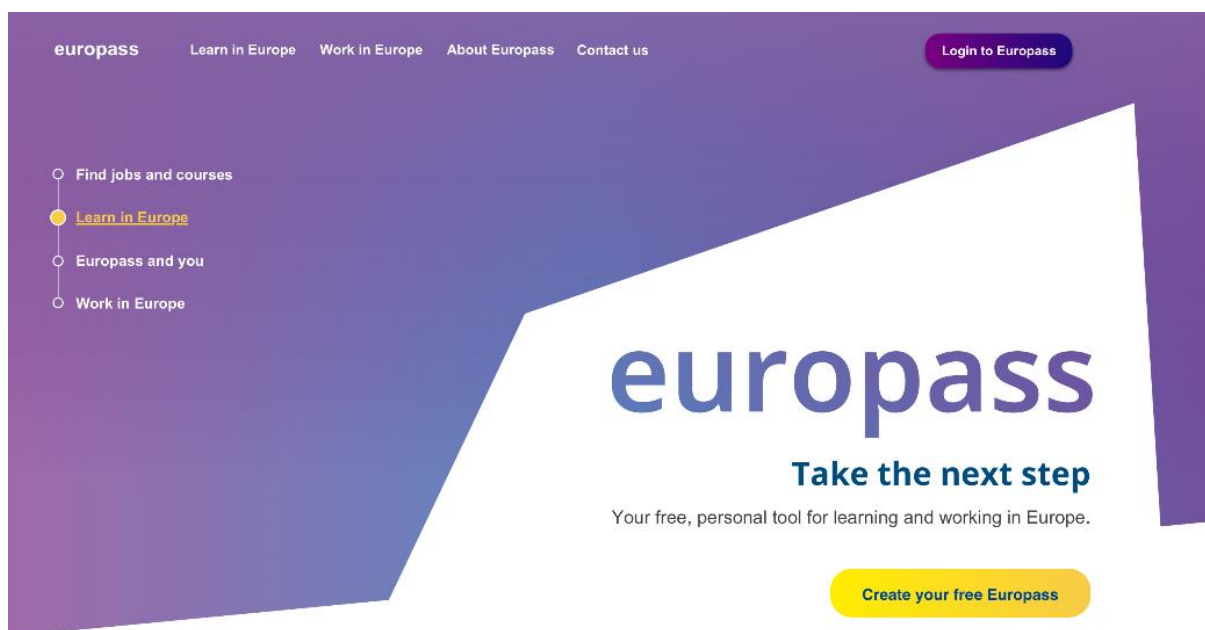 europass Learn in Europe Work in Europe About Europass Contact us Login to Europass
Find jobs and courses
Learn in Europe
Europass and you
Work in Europe
europass
Take the next step
Your free, personal tool for learning and working in Europe.
Create your free Europass